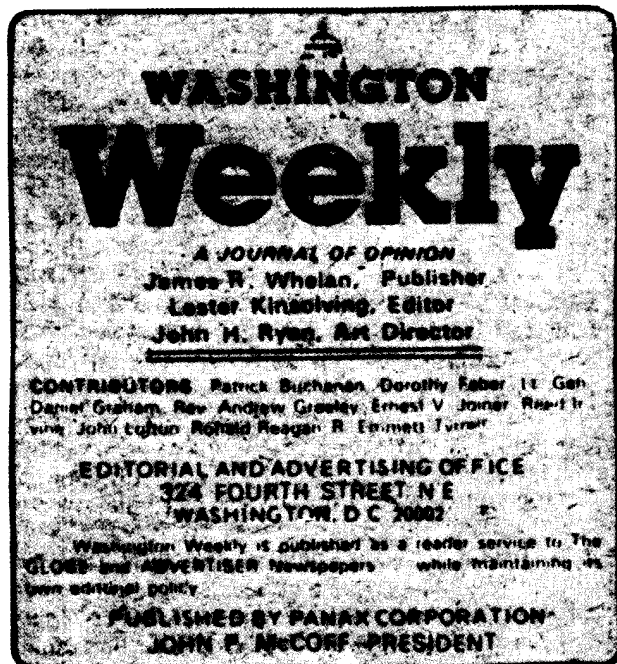 WASHINGTON
Weekly
A JOURNAL OF OPINION
James R. Whelan, Publisher
Lester Kinsolving, Editor
John H. Ryan, Art Director
CONTRIBUTORS Patrick Buchanan Dorothy Faber Lt Gen
Daniel Graham Rev Andrew Greeley Ernest V Joiner Reed Ir
ving John Lofton Ronald Reagan R Emmett Tyrrell
EDITORIAL AND ADVERTISING OFFICE
324 FOURTH STREET N E
WASHINGTON, D C 20002
Washington Weekly is published as a reader service to The
GLOBE and ADVERTISER Newspapers while maintaining its
own editorial policy
PUBLISHED BY PANAX CORPORATION
JOHN P. McGOFF PRESIDENT